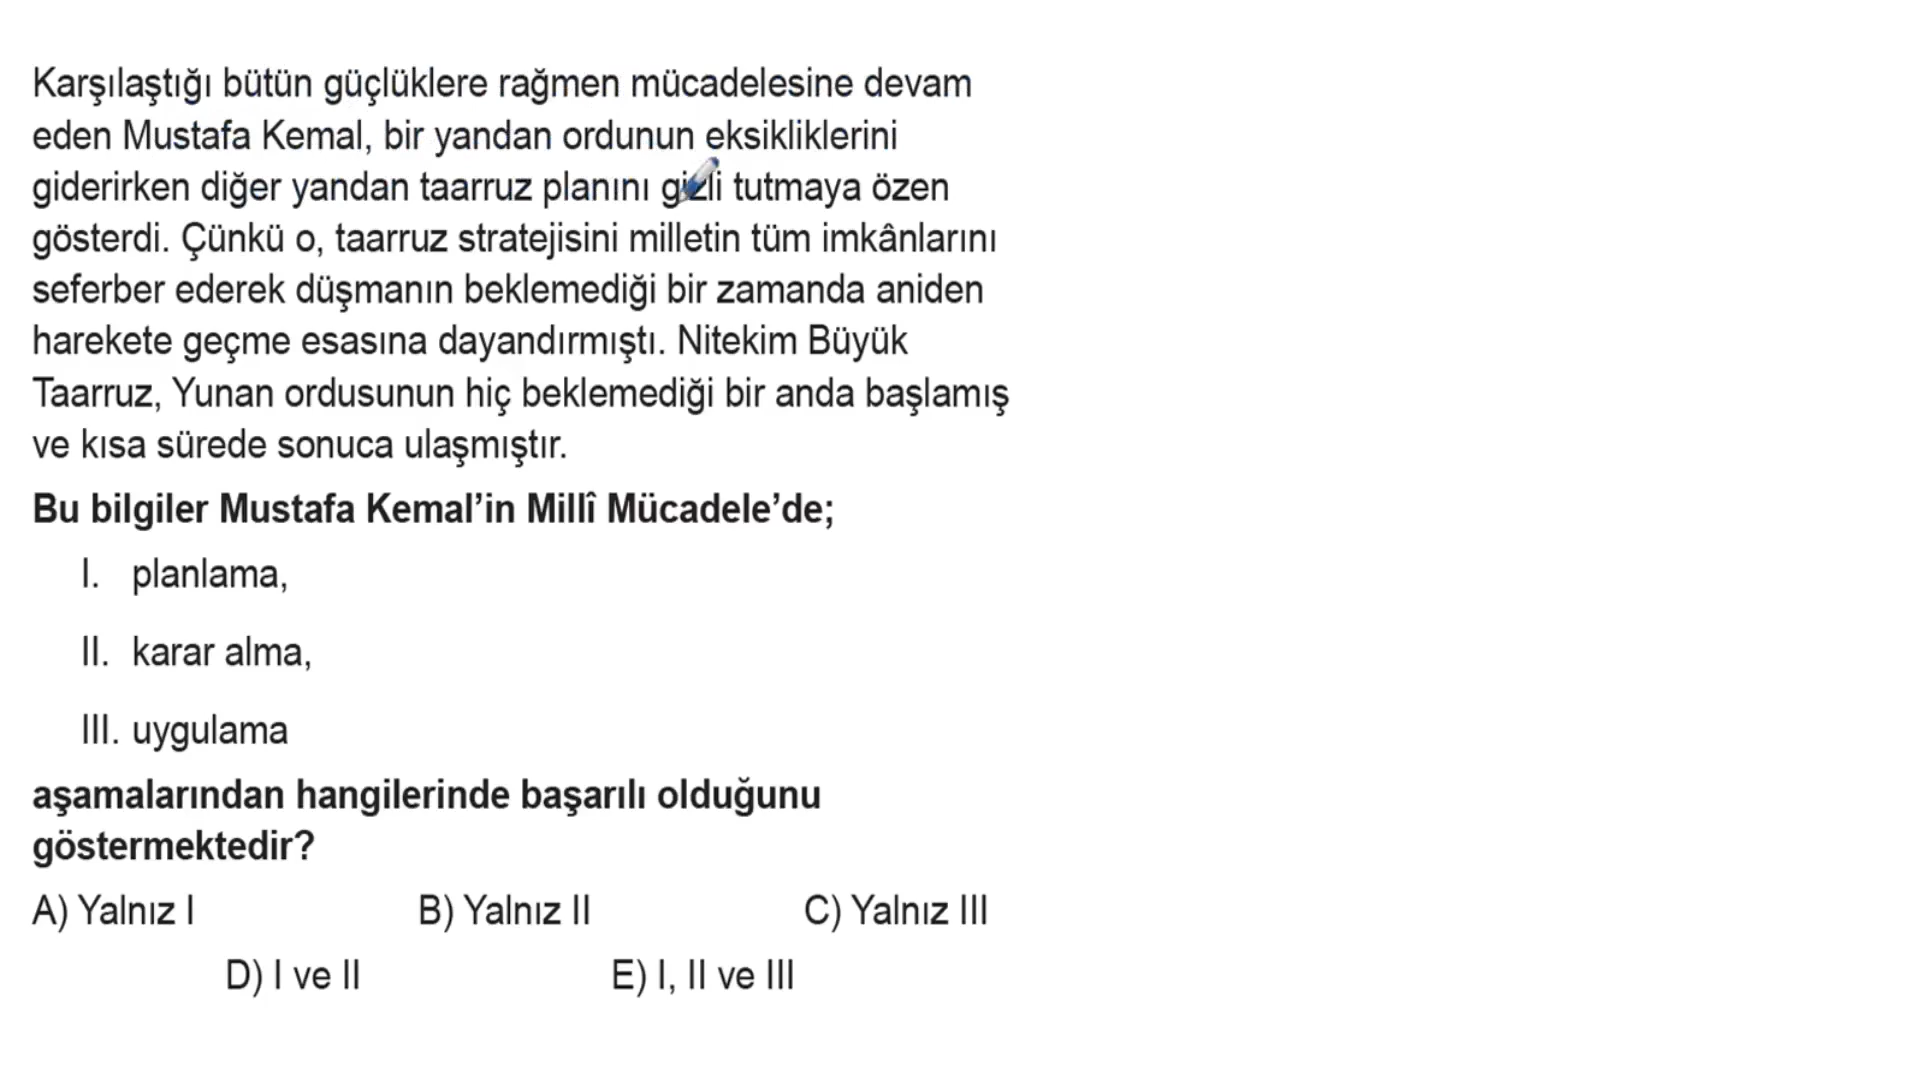 Karşılaştığı bütün güçlüklere rağmen mücadelesine devam
eden Mustafa Kemal, bir yandan ordunun eksikliklerini
giderirken diğer yandan taarruz planını gizli tutmaya özen
gösterdi. Çünkü o, taarruz stratejisini milletin tüm imkânlarını
seferber ederek düşmanın beklemediği bir zamanda aniden
harekete geçme esasına dayandırmıştı. Nitekim Büyük
Taarruz, Yunan ordusunun hiç beklemediği bir anda başlamış
ve kısa sürede sonuca ulaşmıştır.
Bu bilgiler Mustafa Kemal’in Millî Mücadele’de;
I. planlama,
II. karar alma,
III. uygulama
aşamalarından hangilerinde başarılı olduğunu
göstermektedir?
A) Yalnız I B) Yalnız II C) Yalnız III
D) I ve II E) I, II ve III